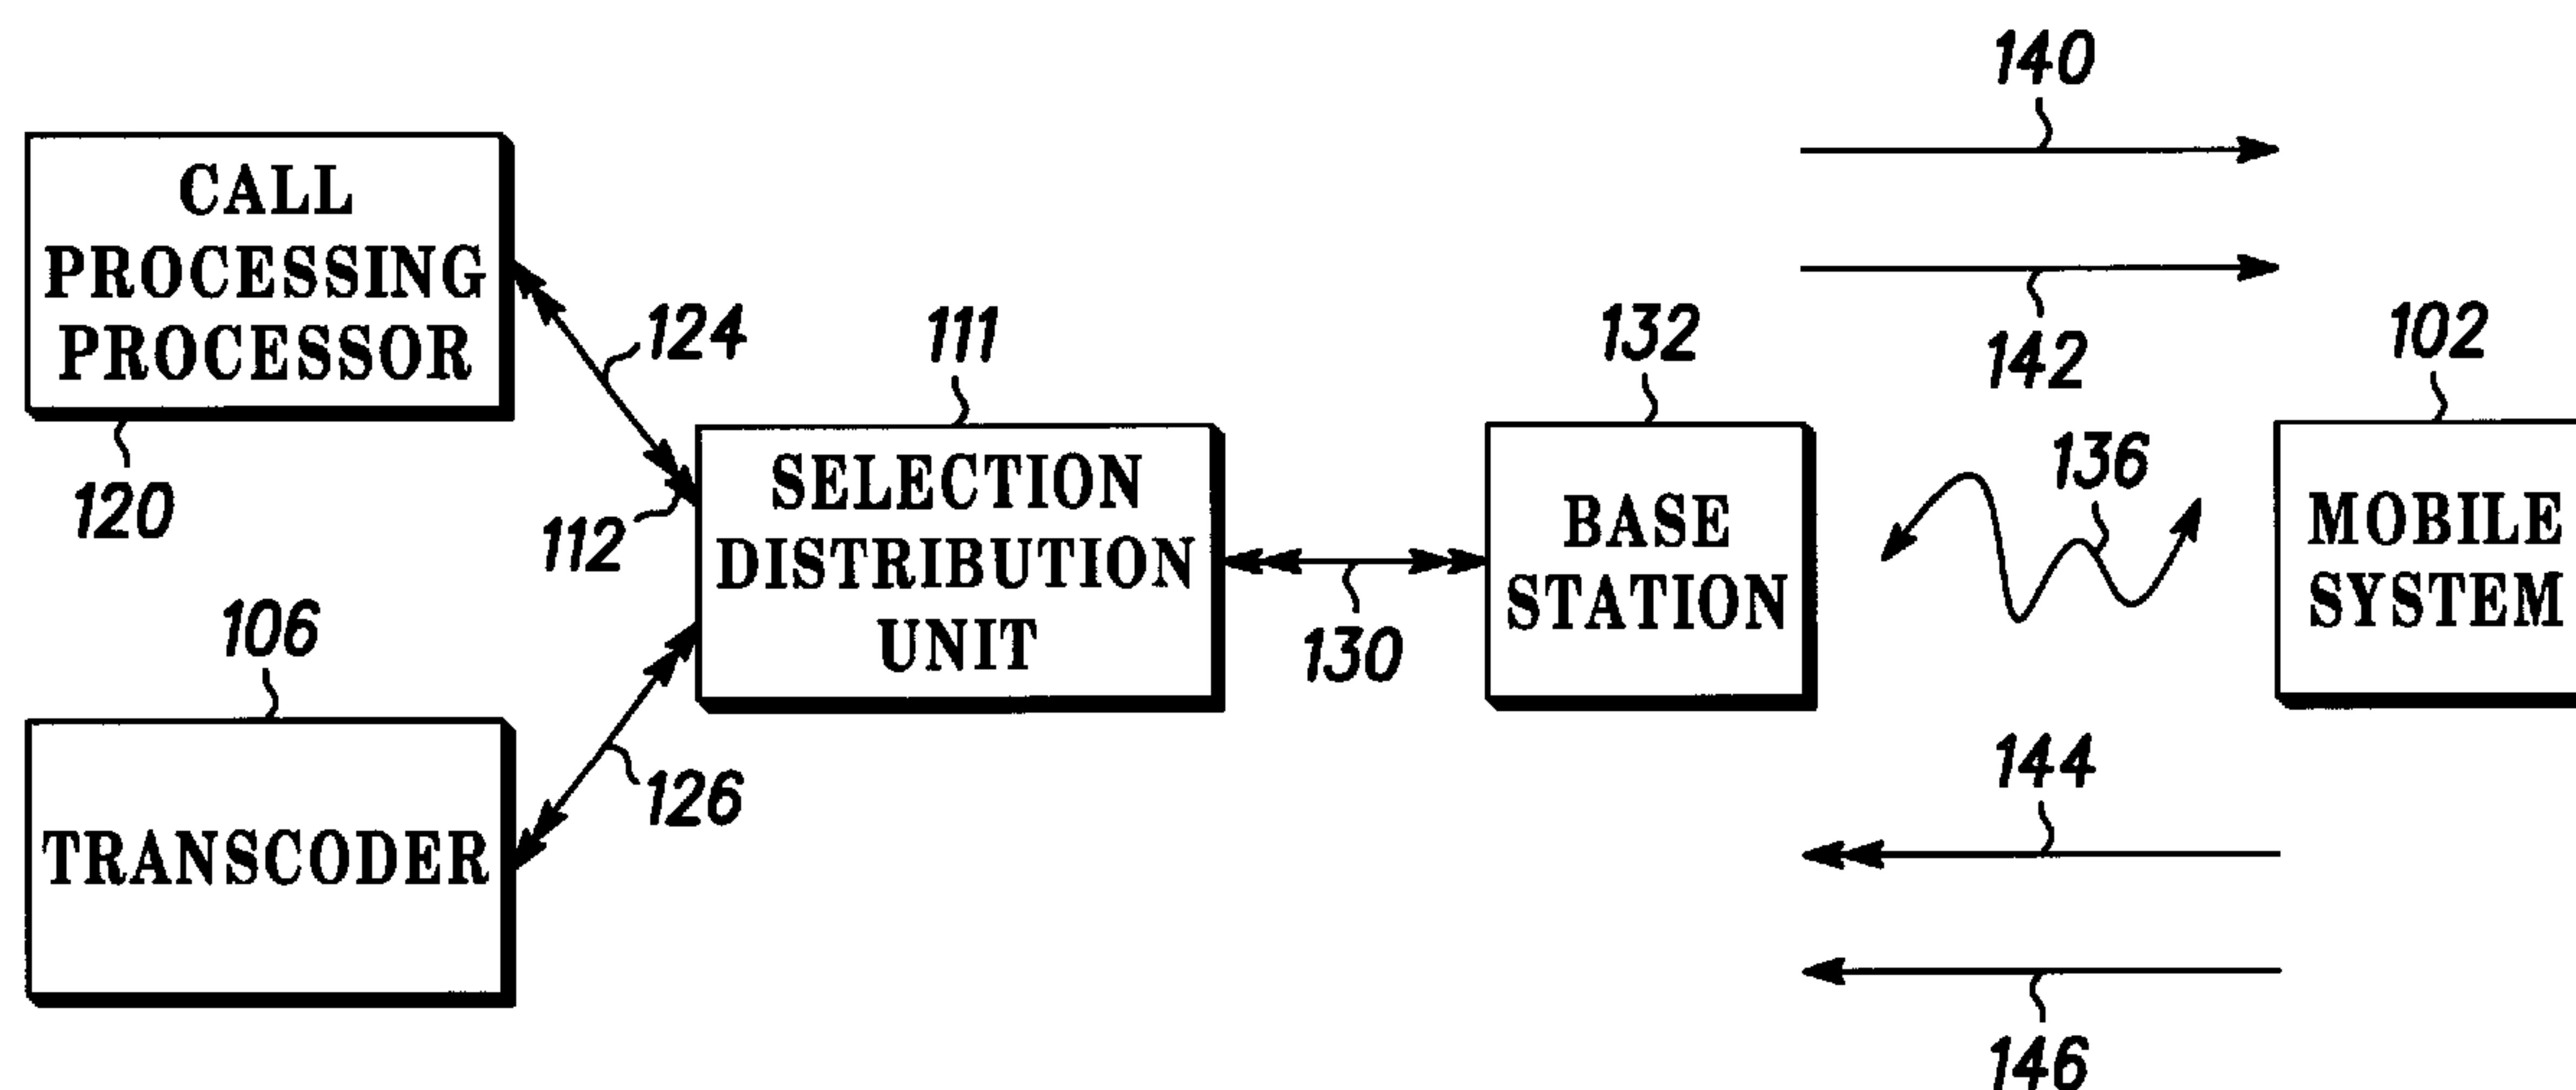 140
CALL
PROCESSING
PROCESSOR
120
124
112
111
SELECTION
DISTRIBUTION
UNIT
132
BASE
STATION
130
142
136
102
MOBILE
SYSTEM
106
TRANSCODER
126
144
146